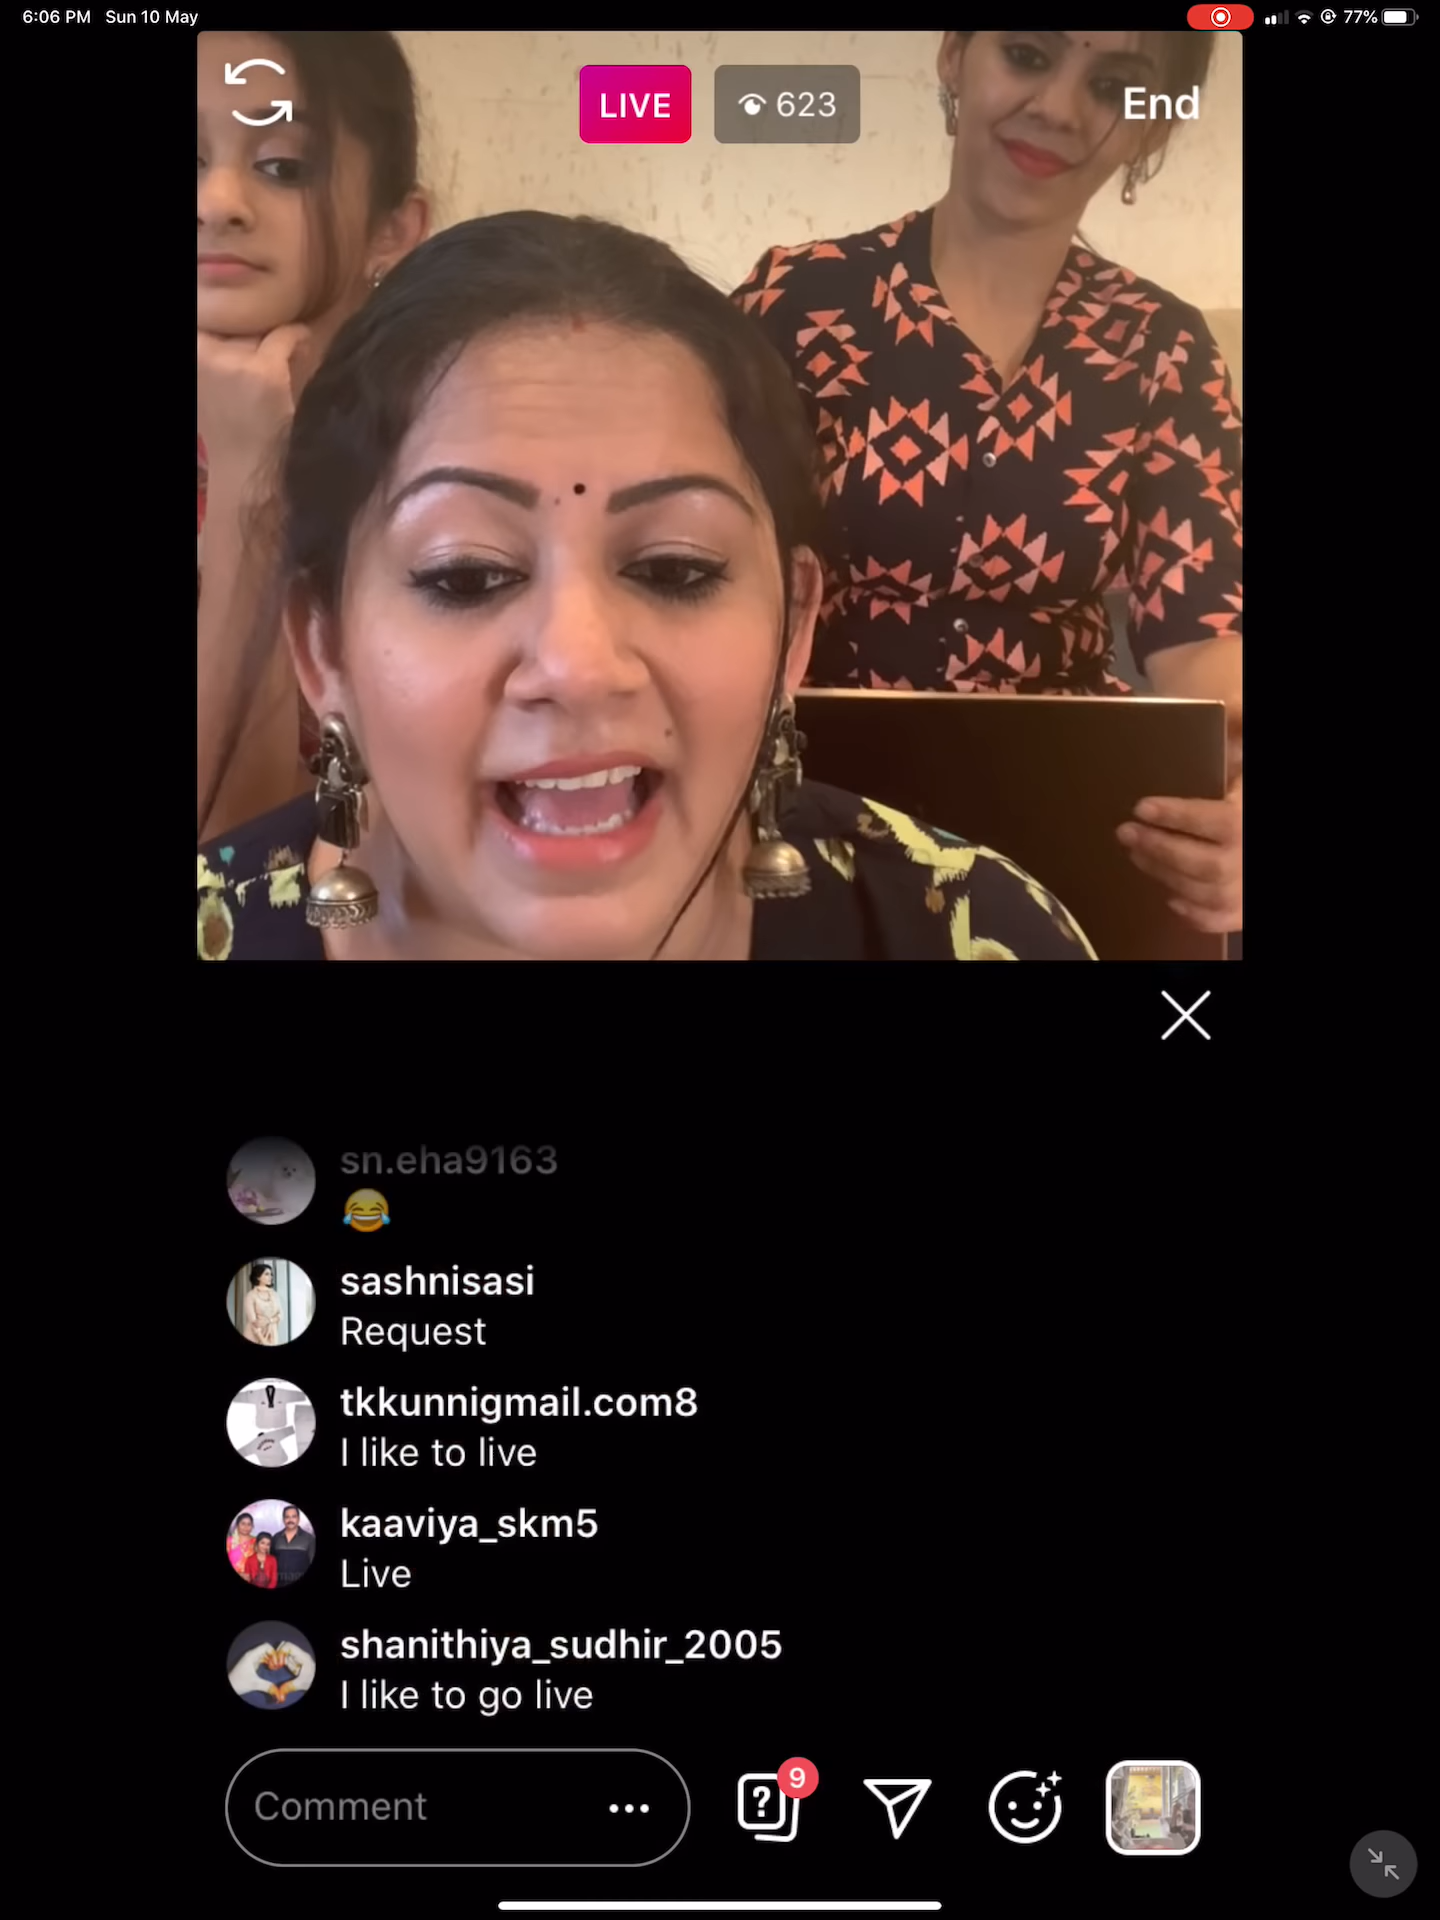 6:06 PM Sun 10 May 77%
LIVE 623 End
sn.eha9163
😂
sashnisasi
Request
tkkunnigmail.com8
I like to live
kaaviya_skm5
Live
shanithiya_sudhir_2005
I like to go live
Comment ... ? 9